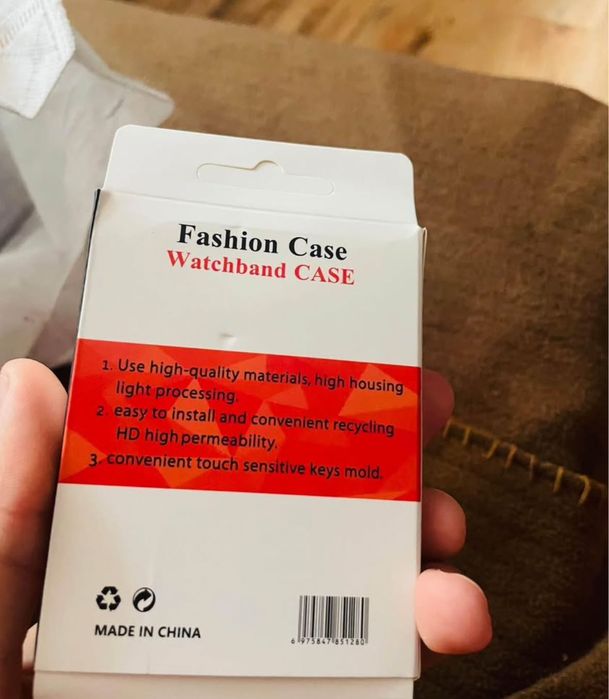 Fashion Case
Watchband CASE
1. Use high-quality materials, high housing
light processing.
2. easy to install and convenient recycling
HD high permeability.
3. convenient touch sensitive keys mold.
MADE IN CHINA
6 975847 851280